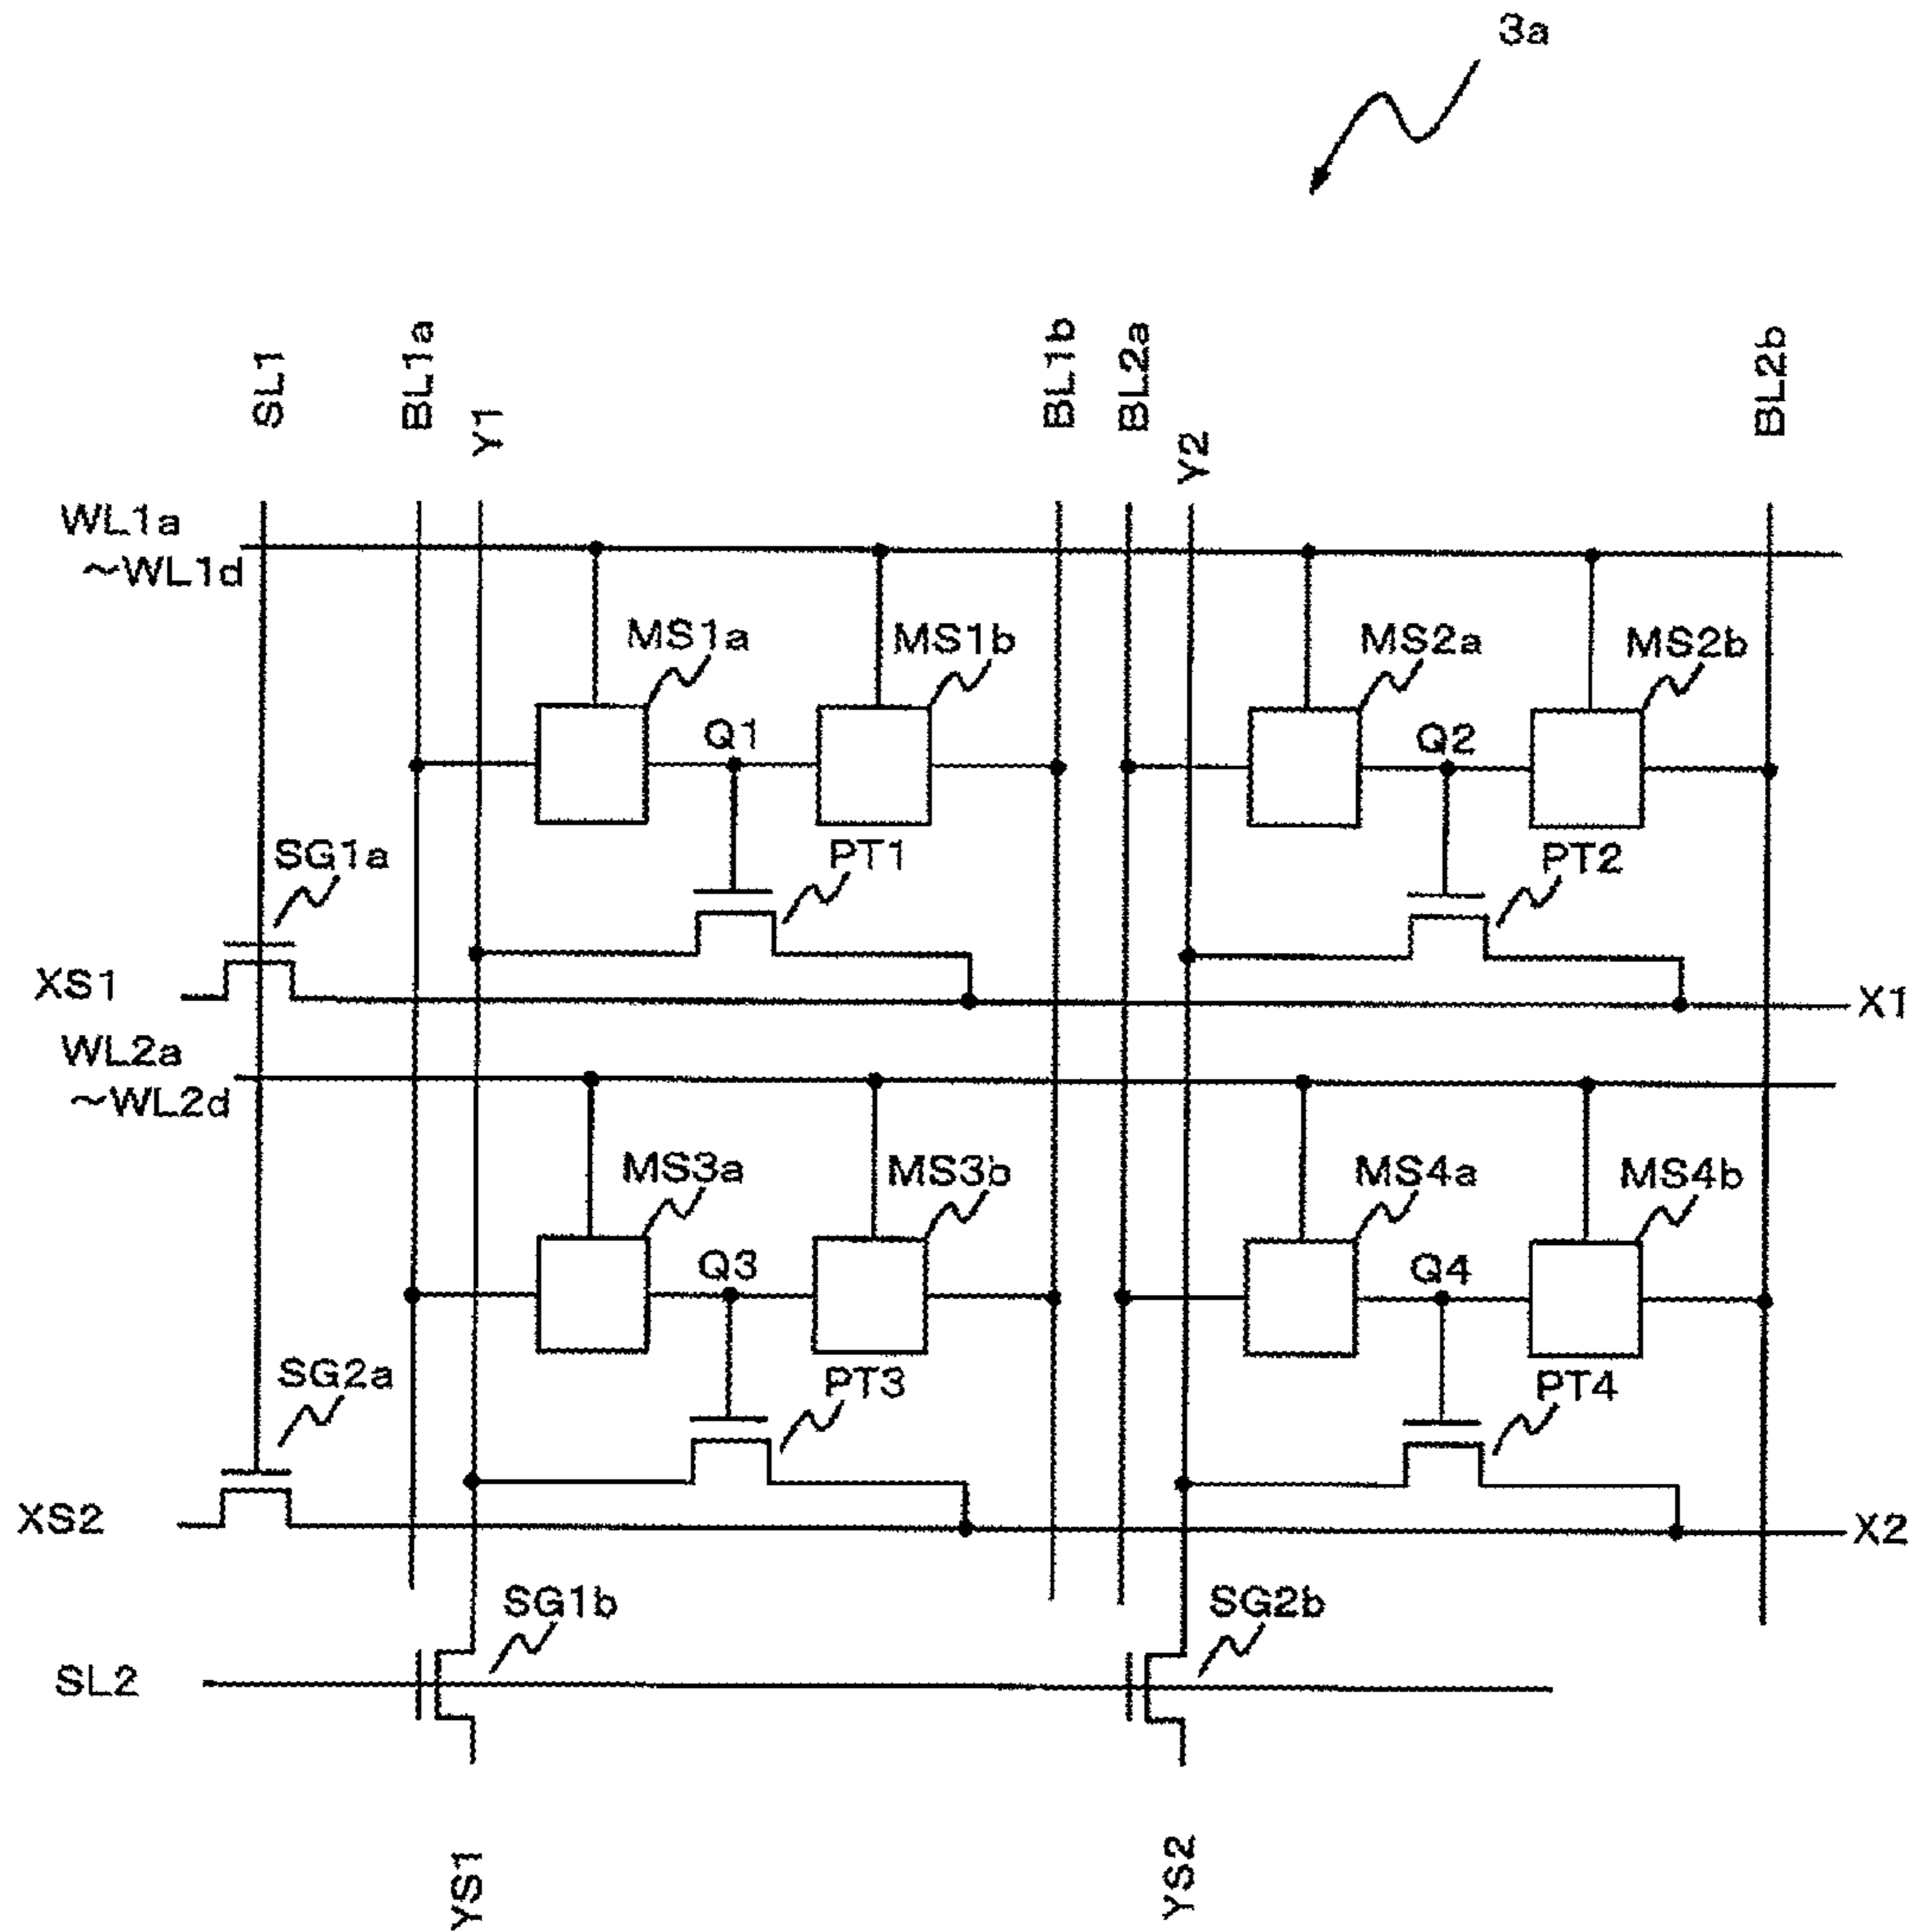 3a
SL1
BL1a
Y1
BL1b
BL2a
Y2
BL2b
WL1a
~WL1d
MS1a
MS1b
MS2a
MS2b
Q1
Q2
SG1a
PT1
PT2
XS1
X1
WL2a
~WL2d
MS3a
MS3b
MS4a
MS4b
Q3
Q4
SG2a
PT3
PT4
XS2
X2
SG1b
SG2b
SL2
YS1
YS2